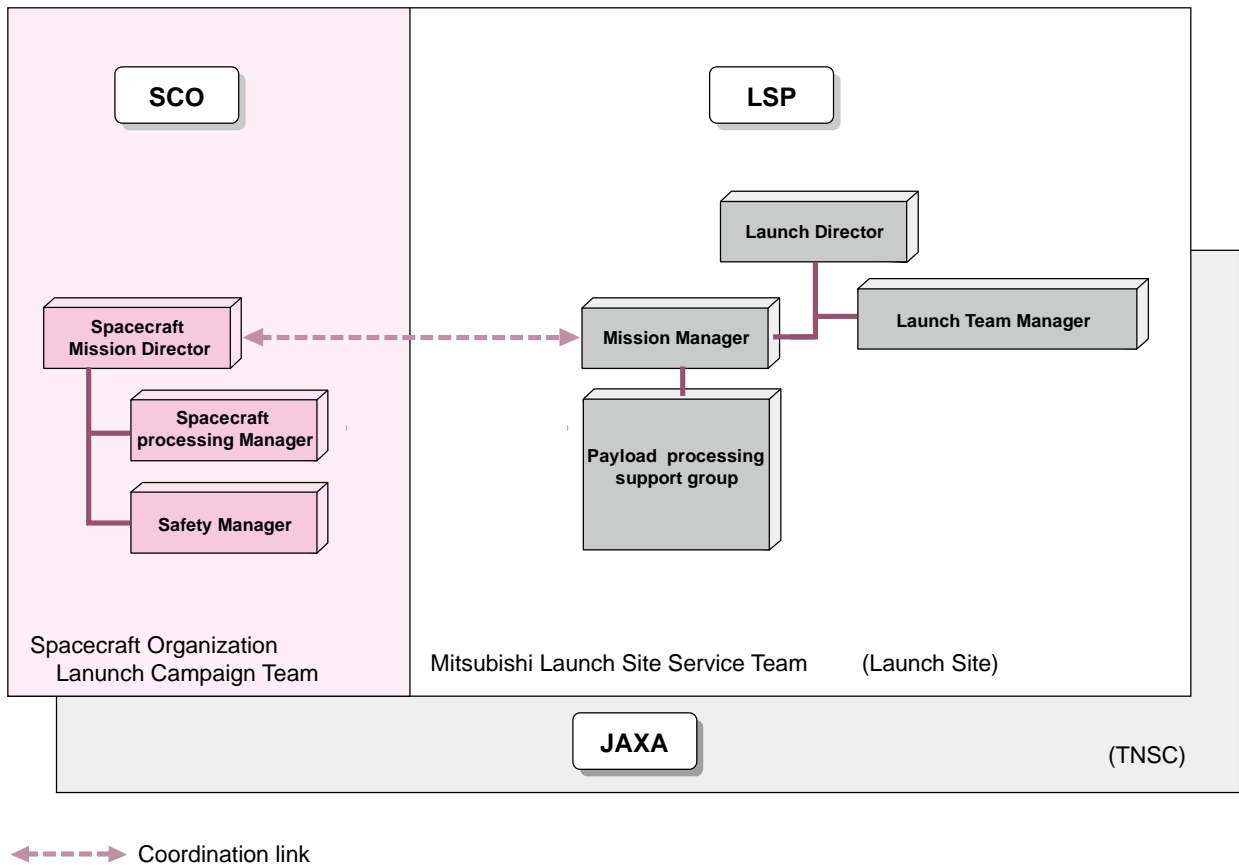 SCO
LSP
Launch Director
Launch Team Manager
Spacecraft
Mission Director
Mission Manager
Spacecraft
processing Manager
Payload processing
support group
Safety Manager
Spacecraft Organization
Lanunch Campaign Team
Mitsubishi Launch Site Service Team (Launch Site)
JAXA
(TNSC)
Coordination link